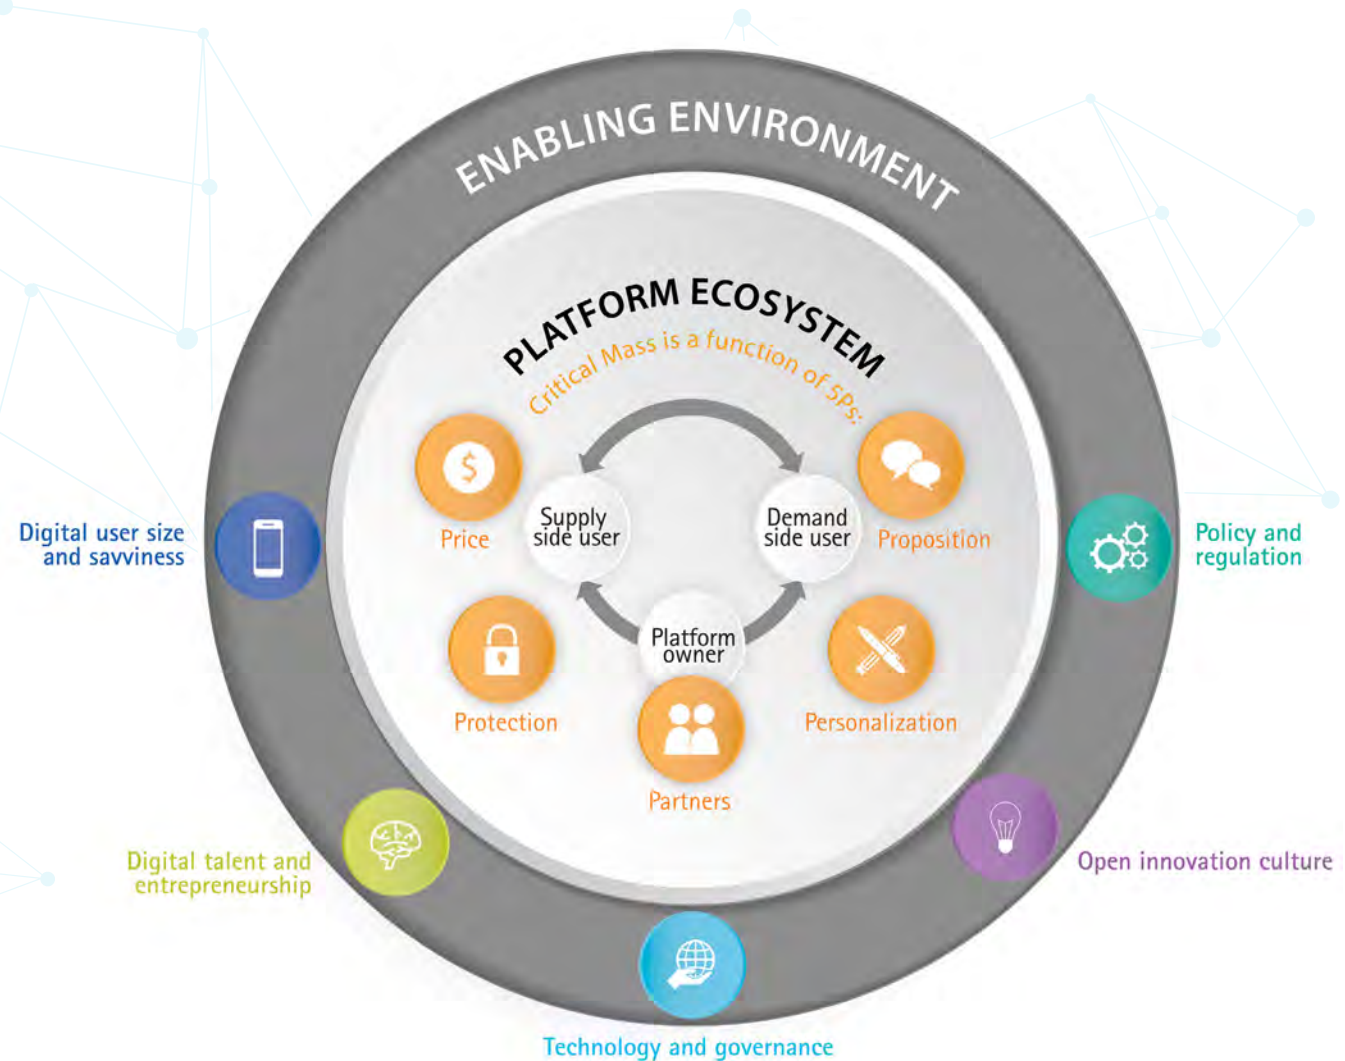 ENABLING ENVIRONMENT
PLATFORM ECOSYSTEM
Critical Mass is a function of 5Ps:
$
Price
Supply
side user
Demand
side user
Proposition
Digital user size
and savviness
Policy and
regulation
Platform
owner
Protection
Personalization
Partners
Digital talent and
entrepreneurship
Open innovation culture
Technology and governance